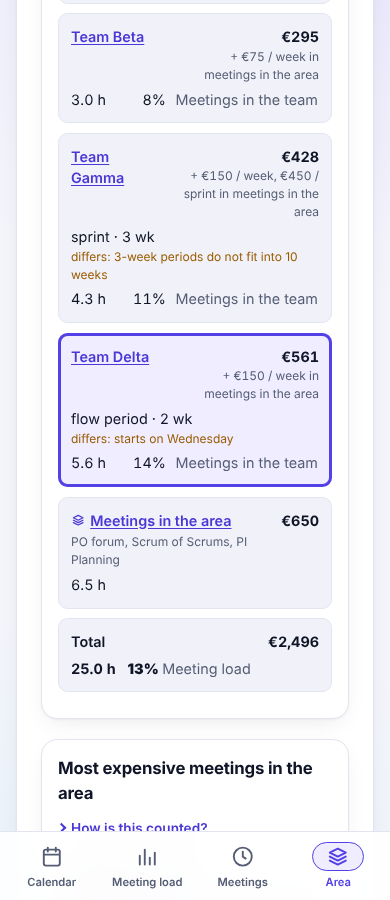 Team Beta €295
+ €75 / week in
meetings in the area
3.0 h 8% Meetings in the team
Team
Gamma
€428
+ €150 / week, €450 /
sprint in meetings in the
area
sprint · 3 wk
differs: 3-week periods do not fit into 10
weeks
4.3 h 11% Meetings in the team
Team Delta €561
+ €150 / week in
meetings in the area
flow period · 2 wk
differs: starts on Wednesday
5.6 h 14% Meetings in the team
Meetings in the area €650
PO forum, Scrum of Scrums, PI
Planning
6.5 h
Total €2,496
25.0 h 13% Meeting load
Most expensive meetings in the
area
How is this counted?
Calendar Meeting load Meetings Area